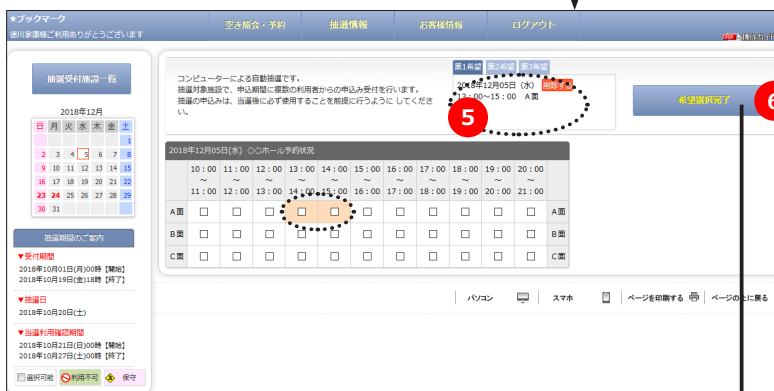 ★ブックマーク
徳川家康様ご利用ありがとうございます
空き照会・予約 抽選情報 お客様情報 ログアウト
操作ガイド
抽選受付施設一覧
2018年12月
日 月 火 水 木 金 土
1
2 3 4 5 6 7 8
9 10 11 12 13 14 15
16 17 18 19 20 21 22
23 24 25 26 27 28 29
30 31
抽選期間のご案内
▼受付期間
2018年10月01日(月)00時【開始】
2018年10月19日(金)18時【終了】
▼抽選日
2018年10月20日(土)
▼当選利用確認期間
2018年10月21日(日)00時【開始】
2018年10月27日(土)00時【終了】
選択可能 利用不可 保守
コンピューターによる自動抽選です。
抽選対象施設で、申込期間に複数の利用者からの申込み受付を行います。
抽選の申込みは、当選後に必ず使用することを前提に行うように してくださ
い。
第1希望 第2希望 第3希望
2018年12月05日（水） 削除する
13：00～15：00 A面
5
希望選択完了
6
2018年12月05日(水) 〇〇ホール予約状況
10：00 11：00 12：00 13：00 14：00 15：00 16：00 17：00 18：00 19：00 20：00
～ ～ ～ ～ ～ ～ ～ ～ ～ ～ ～
11：00 12：00 13：00 14：00 15：00 16：00 17：00 18：00 19：00 20：00 21：00
A面 A面
B面 B面
C面 C面
パソコン スマホ ページを印刷する ページの上に戻る